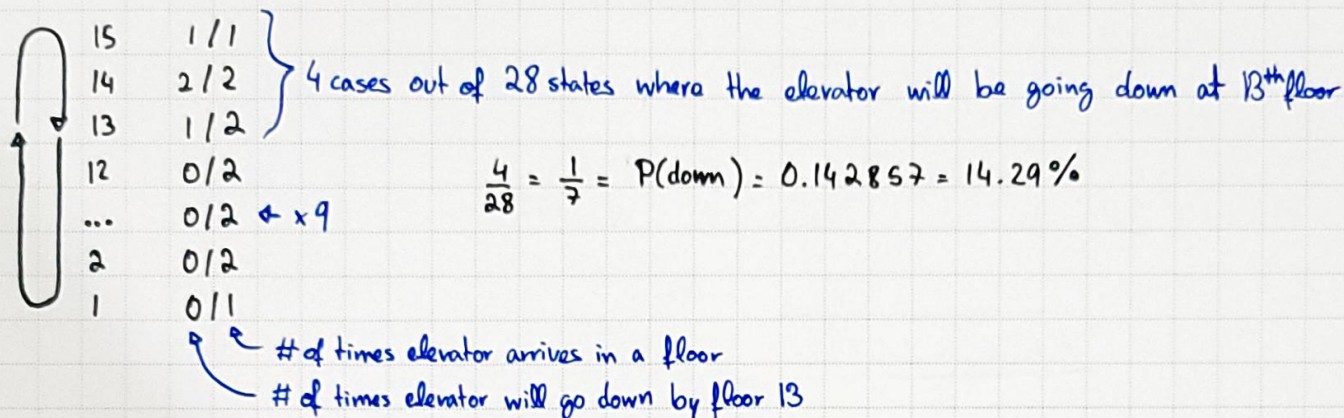 15 1/1
14 2/2 4 cases out of 28 states where the elevator will be going down at 13th floor
13 1/2
12 0/2 4/28 = 1/7 = P(down) = 0.142857 = 14.29%
... 0/2 ← x9
2 0/2
1 0/1
# of times elevator arrives in a floor
# of times elevator will go down by floor 13